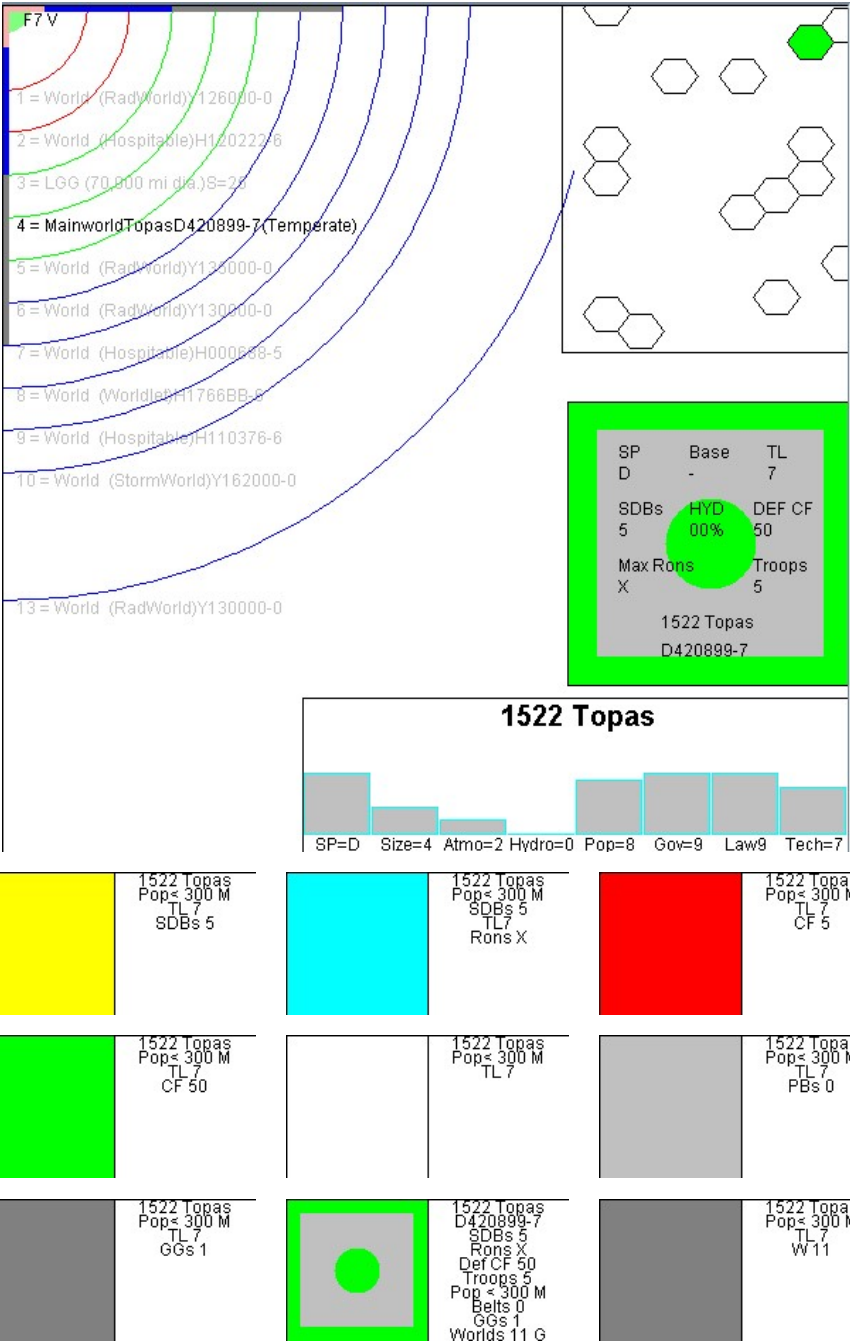 F7 V
1 = World (RadWorld)Y126000-0
2 = World (Hospitable)H120222-6
3 = LGG (70,900 mi dia.)S=26
4 = MainworldTopasD420899-7(Temperate)
5 = World (RadWorld)Y135000-0
6 = World (RadWorld)Y130000-0
7 = World (Hospitable)H000688-5
8 = World (Worldlet)H1766BB-6
9 = World (Hospitable)H110376-6
10 = World (StormWorld)Y162000-0
13 = World (RadWorld)Y130000-0
SP Base TL
D - 7
SDBs HYD DEF CF
5 00% 50
Max Rons Troops
X 5
1522 Topas
D420899-7
1522 Topas
SP=D Size=4 Atmo=2 Hydro=0 Pop=8 Gov=9 Law9 Tech=7
1522 Topas
Pop< 300 M
TL 7
SDBs 5
1522 Topas
Pop< 300 M
SDBs 5
TL7
Rons X
1522 Topa
Pop< 300 M
TL 7
CF 5
1522 Topas
Pop< 300 M
TL 7
CF 50
1522 Topas
Pop< 300 M
TL 7
1522 Topa
Pop< 300 M
TL 7
PBs 0
1522 Topas
Pop< 300 M
TL 7
GGs 1
1522 Topas
D420899-7
SDBs 5
Rons X
Def CF 50
Troops 5
Pop < 300 M
Belts 0
GGs 1
Worlds 11 G
1522 Topa
Pop< 300 M
TL 7
W 11